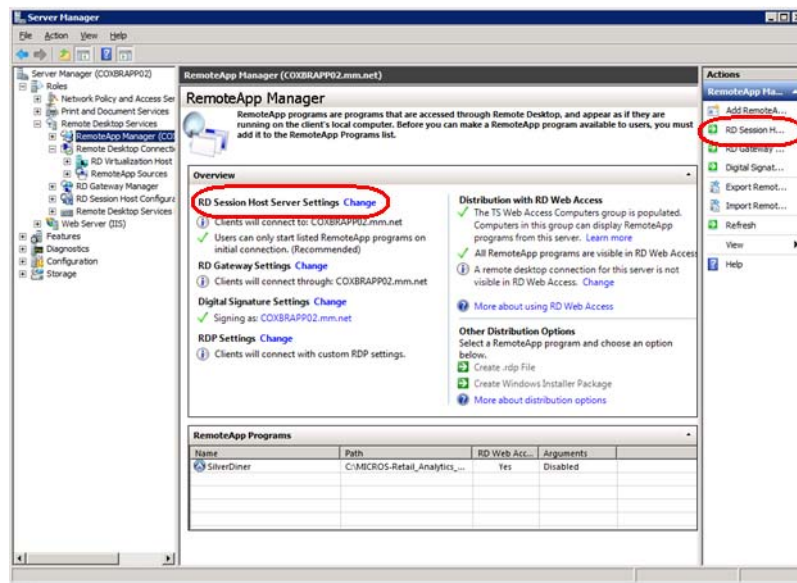 Server Manager
File Action View Help
Server Manager (COXBRAPP02)
Roles
Network Policy and Access Ser
Print and Document Services
Remote Desktop Services
RemoteApp Manager (CO
Remote Desktop Connecti
RD Virtualization Host
RemoteApp Sources
RD Gateway Manager
RD Session Host Configura
Remote Desktop Services
Web Server (IIS)
Features
Diagnostics
Configuration
Storage
RemoteApp Manager (COXBRAPP02.mm.net)
RemoteApp Manager
RemoteApp programs are programs that are accessed through Remote Desktop, and appear as if they are
running on the client's local computer. Before you can make a RemoteApp program available to users, you must
add it to the RemoteApp Programs list.
Overview
RD Session Host Server Settings Change
Clients will connect to: COXBRAPP02.mm.net
Users can only start listed RemoteApp programs on
initial connection. (Recommended)
RD Gateway Settings Change
Clients will connect through: COXBRAPP02.mm.net
Digital Signature Settings Change
Signing as: COXBRAPP02.mm.net
RDP Settings Change
Clients will connect with custom RDP settings.
Distribution with RD Web Access
The TS Web Access Computers group is populated.
Computers in this group can display RemoteApp
programs from this server. Learn more
All RemoteApp programs are visible in RD Web Access
A remote desktop connection for this server is not
visible in RD Web Access. Change
More about using RD Web Access
Other Distribution Options
Select a RemoteApp program and choose an option
below.
Create .rdp File
Create Windows Installer Package
More about distribution options
RemoteApp Programs
Name Path RD Web Acc... Arguments
SilverDiner C:\MICROS-Retail_Analytics_... Yes Disabled
Actions
RemoteApp Ma...
Add RemoteA...
RD Session H...
RD Gateway ...
Digital Signat...
Export Remot...
Import Remot...
Refresh
View
Help